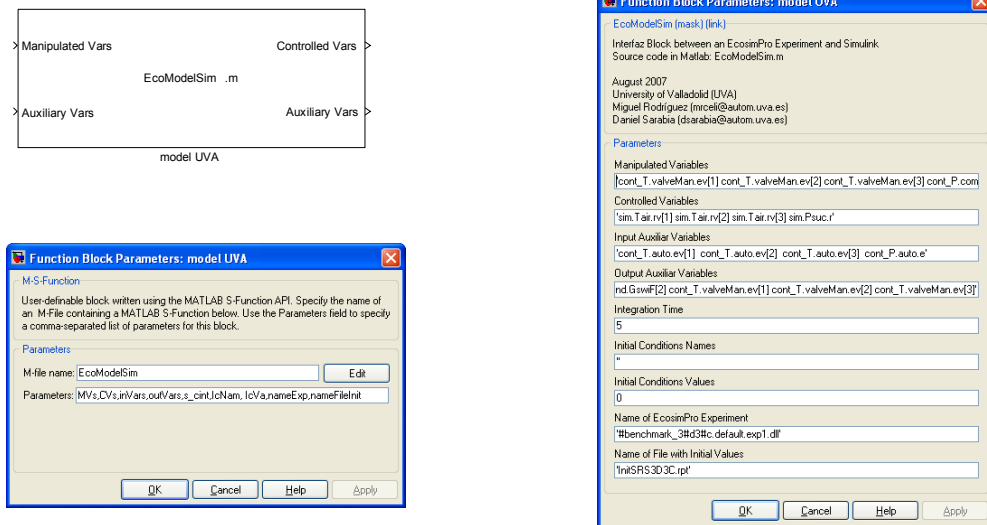 Manipulated Vars
Controlled Vars
EcoModelSim .m
Auxiliary Vars
Auxiliary Vars
model UVA
Function Block Parameters: model UVA
M-S-Function
User-definable block written using the MATLAB S-Function API. Specify the name of
an M-File containing a MATLAB S-Function below. Use the Parameters field to specify
a comma-separated list of parameters for this block.
Parameters
M-file name: EcoModelSim Edit
Parameters: MVs,CVs,inVars,outVars,s_cint,IcNam, IcVa,nameExp,nameFileInit
OK Cancel Help Apply
Function Block Parameters: model UVA
EcoModelSim (mask) (link)
Interfaz Block between an EcosimPro Experiment and Simulink
Source code in Matlab: EcoModelSim.m
August 2007
University of Valladolid (UVA)
Miguel Rodríguez (mrceli@autom.uva.es)
Daniel Sarabia (dsarabia@autom.uva.es)
Parameters
Manipulated Variables
'cont_T.valveMan.ev[1] cont_T.valveMan.ev[2] cont_T.valveMan.ev[3] cont_P.com
Controlled Variables
'sim.Tair.rv[1] sim.Tair.rv[2] sim.Tair.rv[3] sim.Psuc.r'
Input Auxiliar Variables
'cont_T.auto.ev[1] cont_T.auto.ev[2] cont_T.auto.ev[3] cont_P.auto.e'
Output Auxiliar Variables
nd.GswiF[2] cont_T.valveMan.ev[1] cont_T.valveMan.ev[2] cont_T.valveMan.ev[3]'
Integration Time
5
Initial Conditions Names
''
Initial Conditions Values
0
Name of EcosimPro Experiment
'#benchmark_3#d3#c.default.exp1.dll'
Name of File with Initial Values
'InitSRS3D3C.rpt'
OK Cancel Help Apply